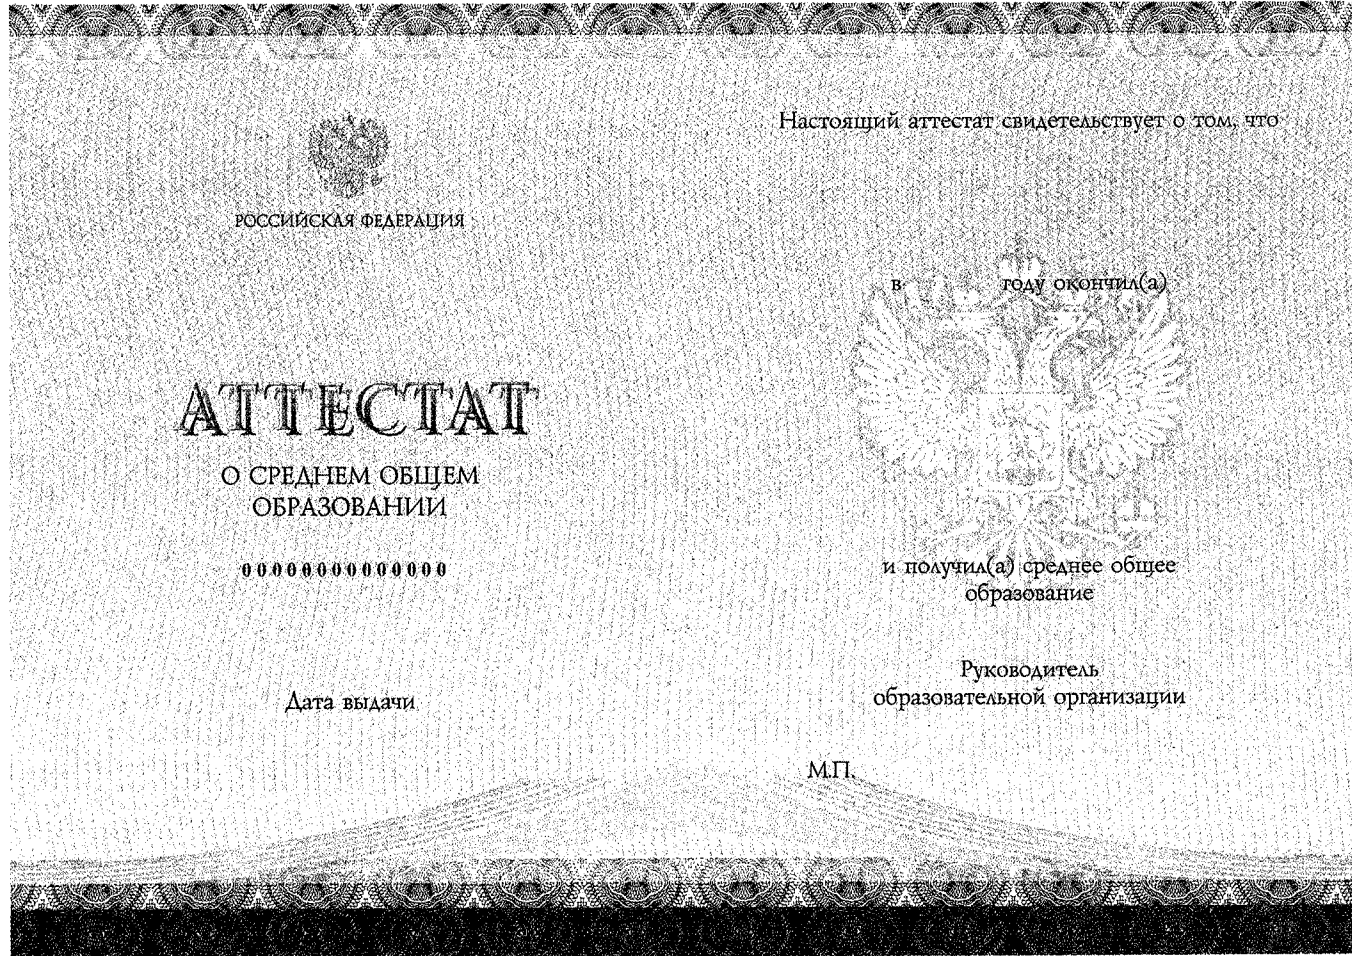 РОССИЙСКАЯ ФЕДЕРАЦИЯ
АТТЕСТАТ
О СРЕДНЕМ ОБЩЕМ
ОБРАЗОВАНИИ
00000000000000
Дата выдачи
Настоящий аттестат свидетельствует о том, что
в году окончил(а)
и получил(а) среднее общее
образование
Руководитель
образовательной организации
М.П.